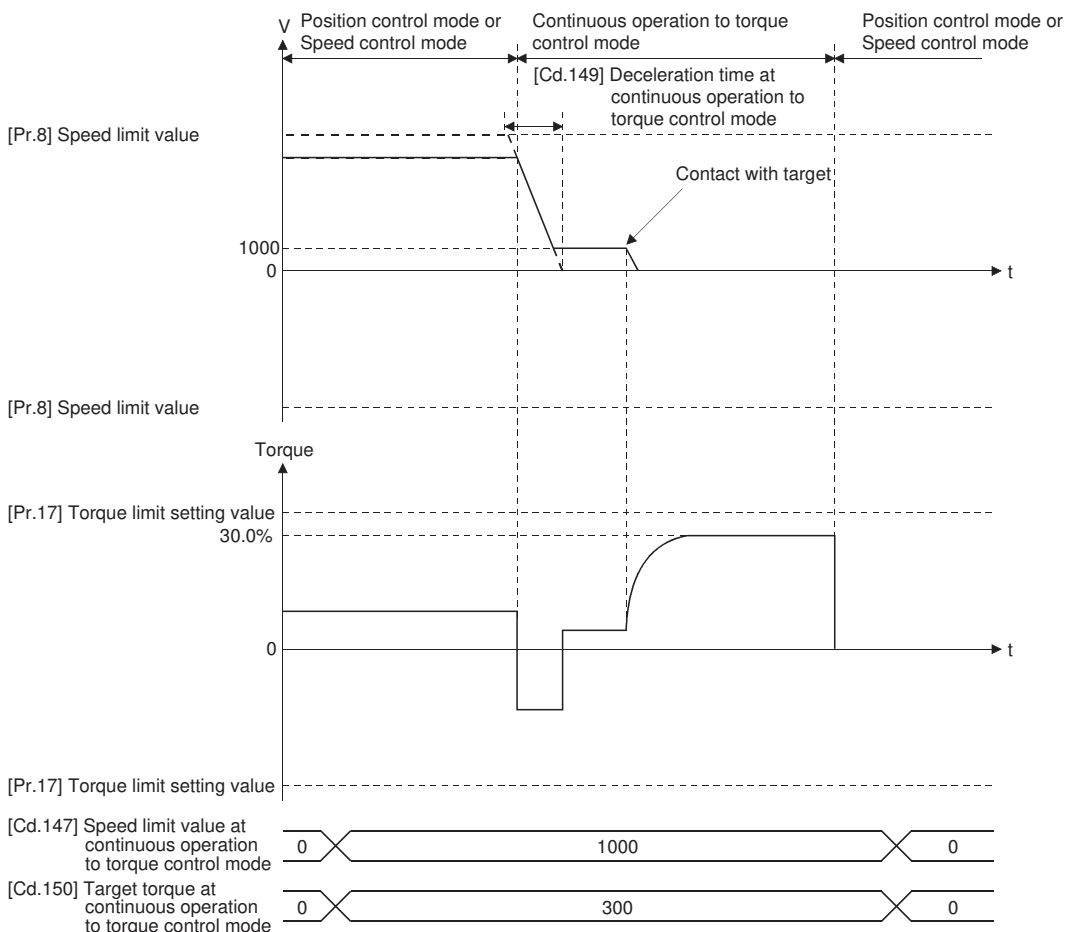 V
Position control mode or
Speed control mode
Continuous operation to torque
control mode
Position control mode or
Speed control mode
[Cd.149] Deceleration time at
continuous operation to
torque control mode
[Pr.8] Speed limit value
Contact with target
1000
0
t
[Pr.8] Speed limit value
Torque
[Pr.17] Torque limit setting value
30.0%
0
t
[Pr.17] Torque limit setting value
[Cd.147] Speed limit value at
continuous operation
to torque control mode
0
1000
0
[Cd.150] Target torque at
continuous operation
to torque control mode
0
300
0